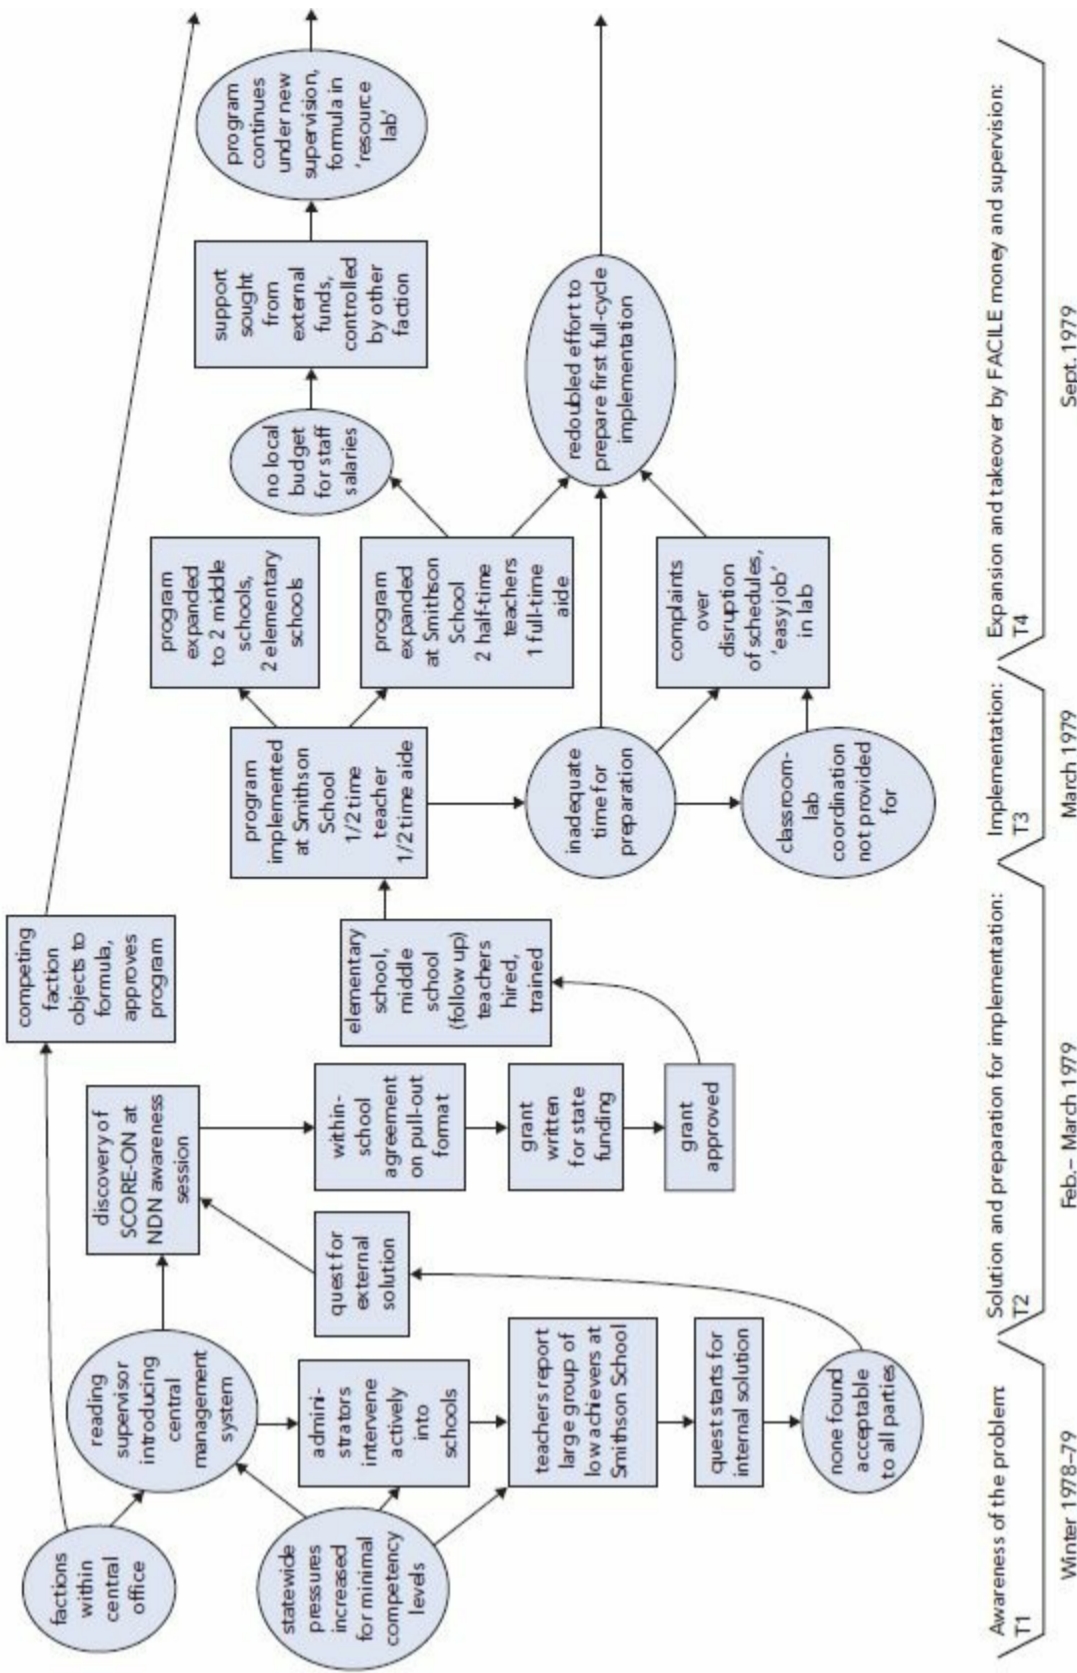 factions
within
central
office
statewide
pressures
increased
for minimal
competency
levels
reading
supervisor
introducing
central
management
system
admini-
strators
intervene
actively
into
schools
teachers report
large group of
low achievers at
Smithson School
quest starts for
internal solution
none found
acceptable
to all parties
quest for
external
solution
discovery of
SCORE-ON at
NDN awareness
session
within-
school
agreement
on pull-out
format
grant
written
for state
funding
grant
approved
competing
faction
objects to
formula,
approves
program
elementary
school,
middle
school
(follow up)
teachers
hired,
trained
program
implemented
at Smithson
School
1/2 time
teacher
1/2 time aide
inadequate
time for
preparation
classroom-
lab
coordination
not provided
for
program
expanded
to 2 middle
schools,
2 elementary
schools
program
expanded
at Smithson
School
2 half-time
teachers
1 full-time
aide
complaints
over
disruption
of schedules,
'easy job'
in lab
no local
budget
for staff
salaries
redoubled effort to
prepare first full-cycle
implementation
support
sought
from
external
funds,
controlled
by other
faction
program
continues
under new
supervision,
formula in
'resource
lab'
Awareness of the problem
T1
Winter 1978–79
Solution and preparation for implementation:
T2
Feb.– March 1979
Implementation:
T3
March 1979
Expansion and takeover by FACILE money and supervision:
T4
Sept. 1979